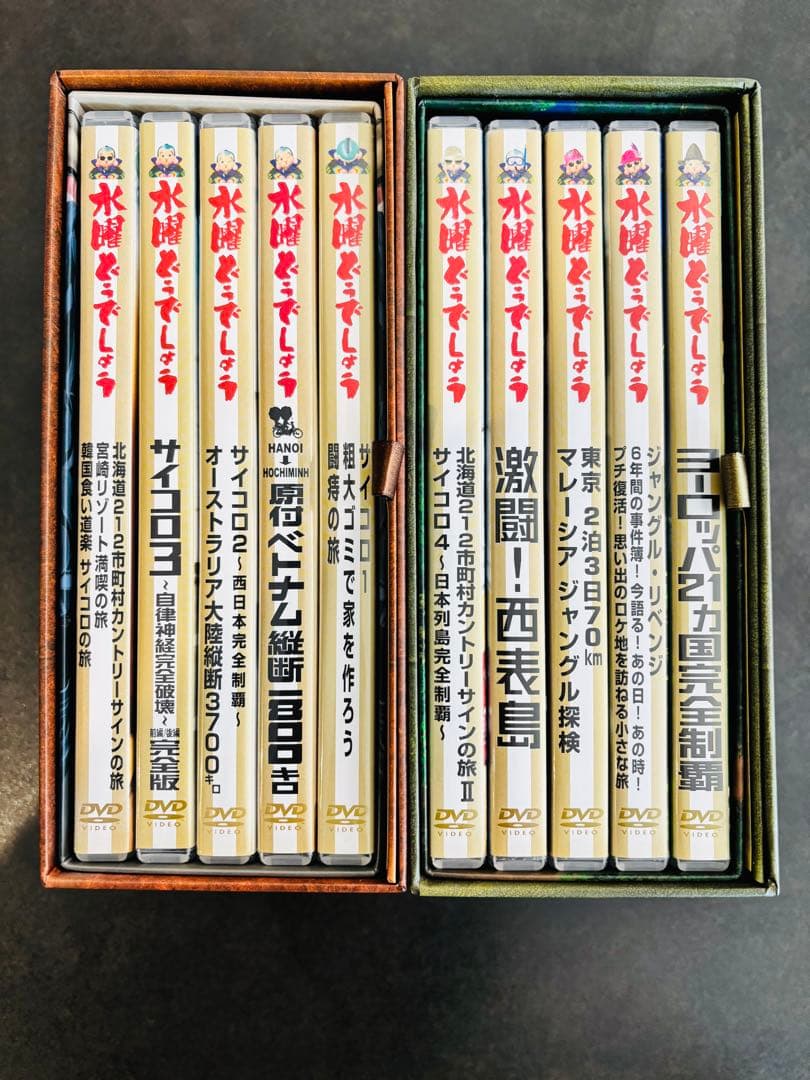 水曜どうでしょう
北海道212市町村カントリーサインの旅
宮崎リゾート満喫の旅
韓国食い道楽 サイコロの旅
DVD
VIDEO
水曜どうでしょう
サイコロ3
~自律神経完全破壊~
前編/後編
完全版
DVD
VIDEO
水曜どうでしょう
サイコロ2~西日本完全制覇~
オーストラリア大陸縦断3700キロ
DVD
VIDEO
水曜どうでしょう
HANOI
HOCHIMINH
原付ベトナム縦断1800キロ
DVD
VIDEO
水曜どうでしょう
サイコロ1
粗大ゴミで家を作ろう
闘痔の旅
DVD
VIDEO
水曜どうでしょう
北海道212市町村カントリーサインの旅Ⅱ
サイコロ4~日本列島完全制覇~
DVD
VIDEO
水曜どうでしょう
激闘!西表島
DVD
VIDEO
水曜どうでしょう
東京 2泊3日70km
マレーシア ジャングル探検
DVD
VIDEO
水曜どうでしょう
ジャングル・リベンジ
6年間の事件簿!今語る!あの日!あの時!
プチ復活!思い出のロケ地を訪ねる小さな旅
DVD
VIDEO
水曜どうでしょう
ヨーロッパ21ヵ国完全制覇
DVD
VIDEO